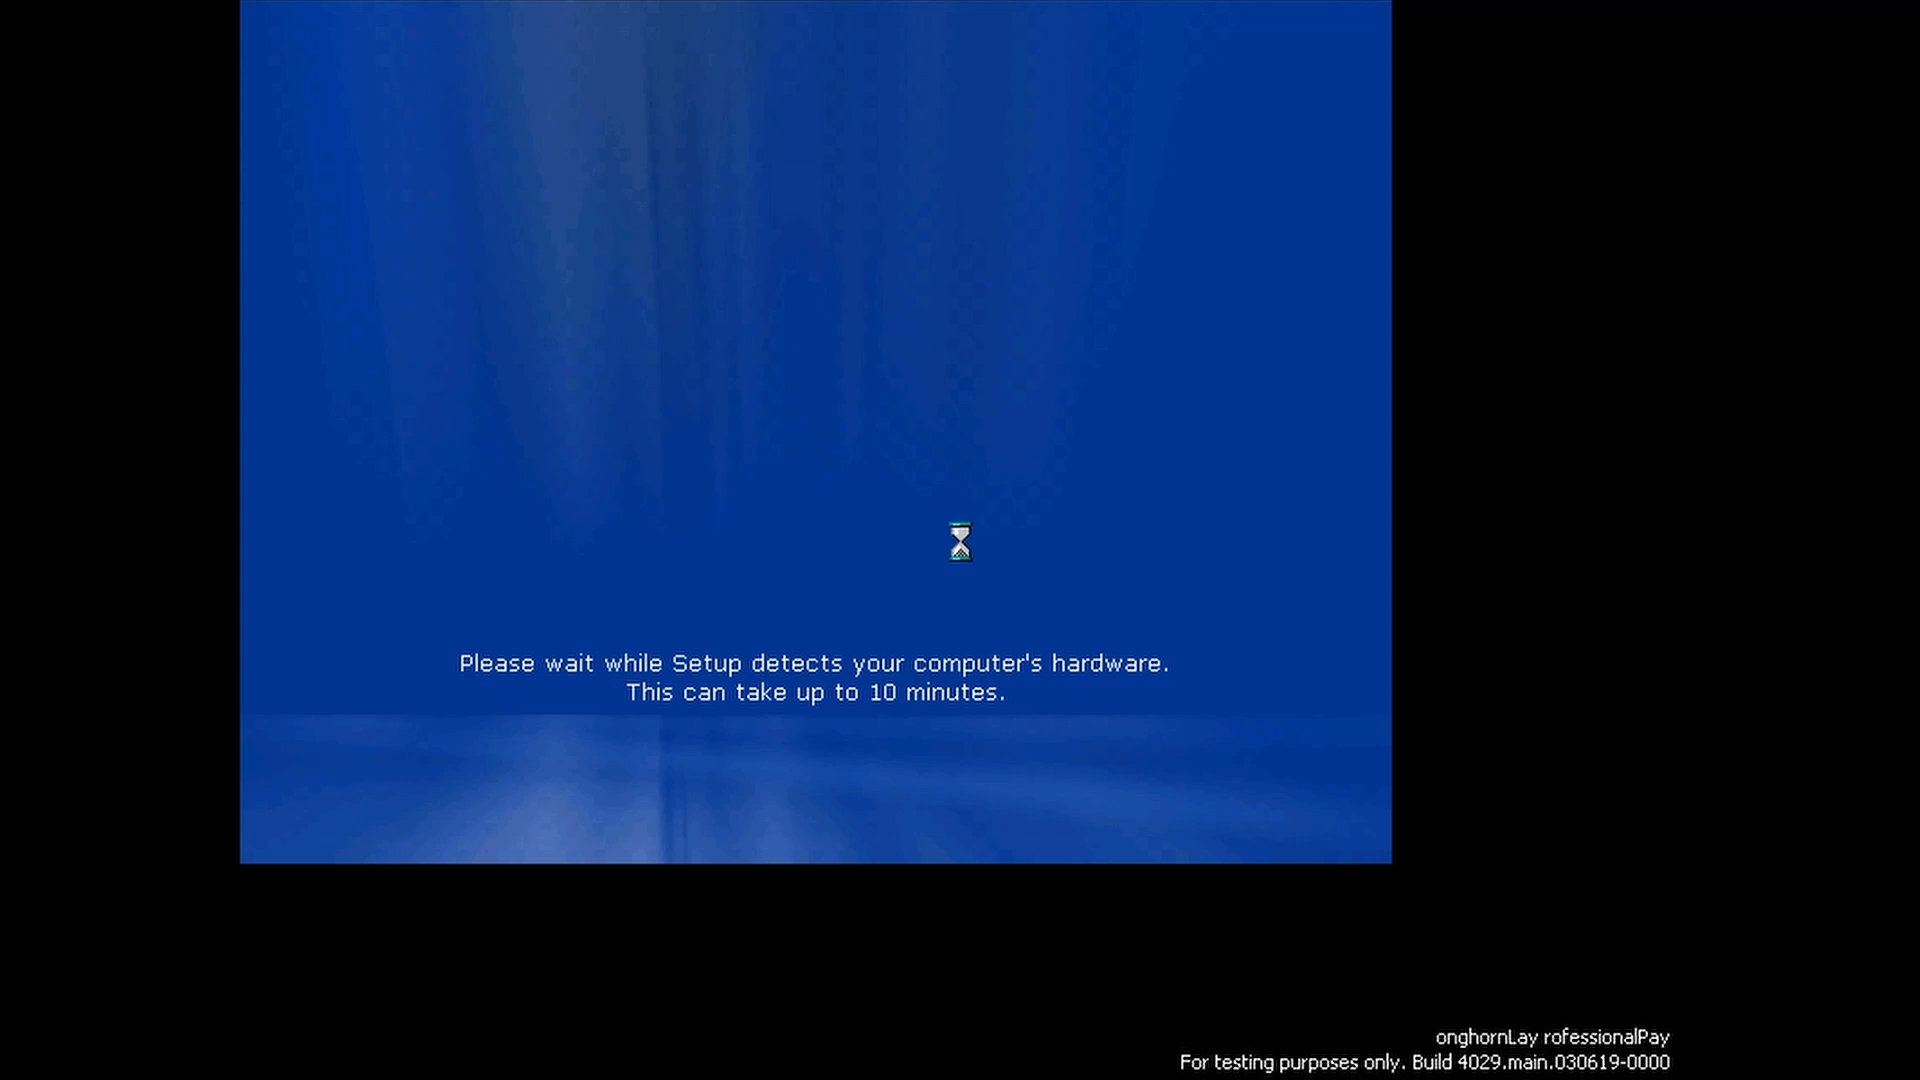 Please wait while Setup detects your computer's hardware.
This can take up to 10 minutes.
onghornLay rofessionalPay
For testing purposes only. Build 4029.main.030619-0000